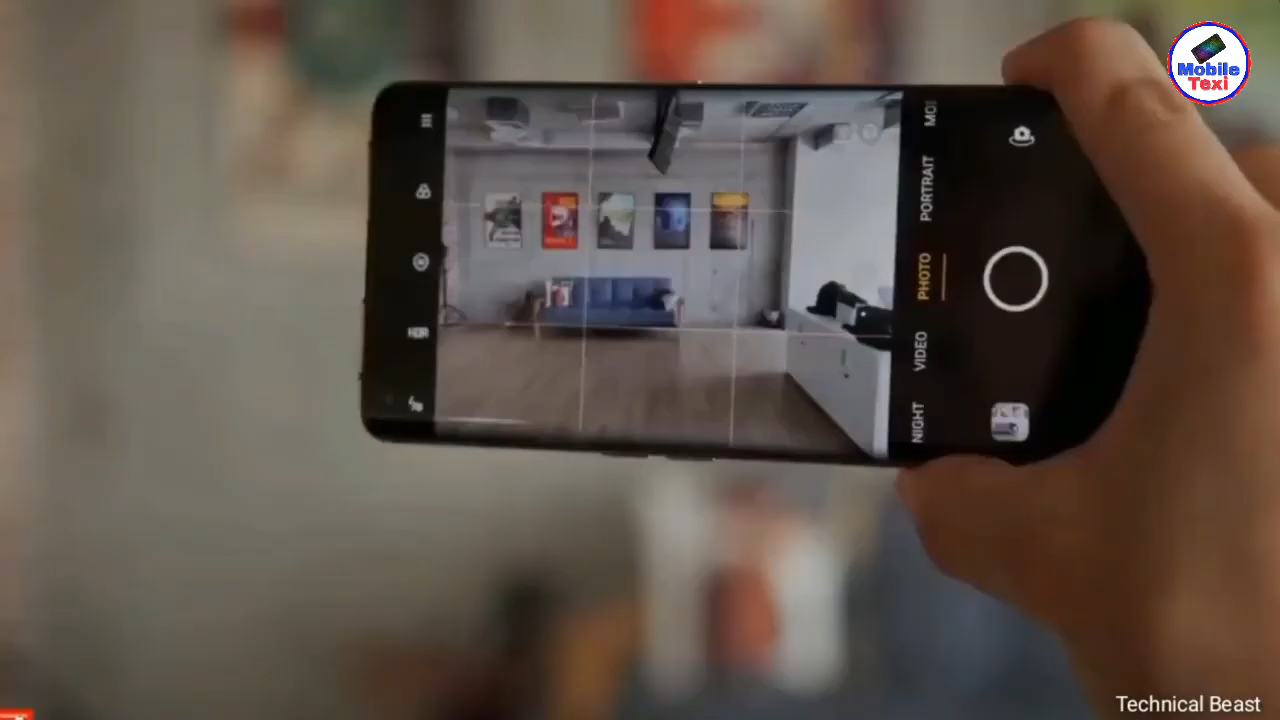 Mobile
Texi
HDR
MO
PORTRAIT
PHOTO
VIDEO
NIGHT
Technical Beast